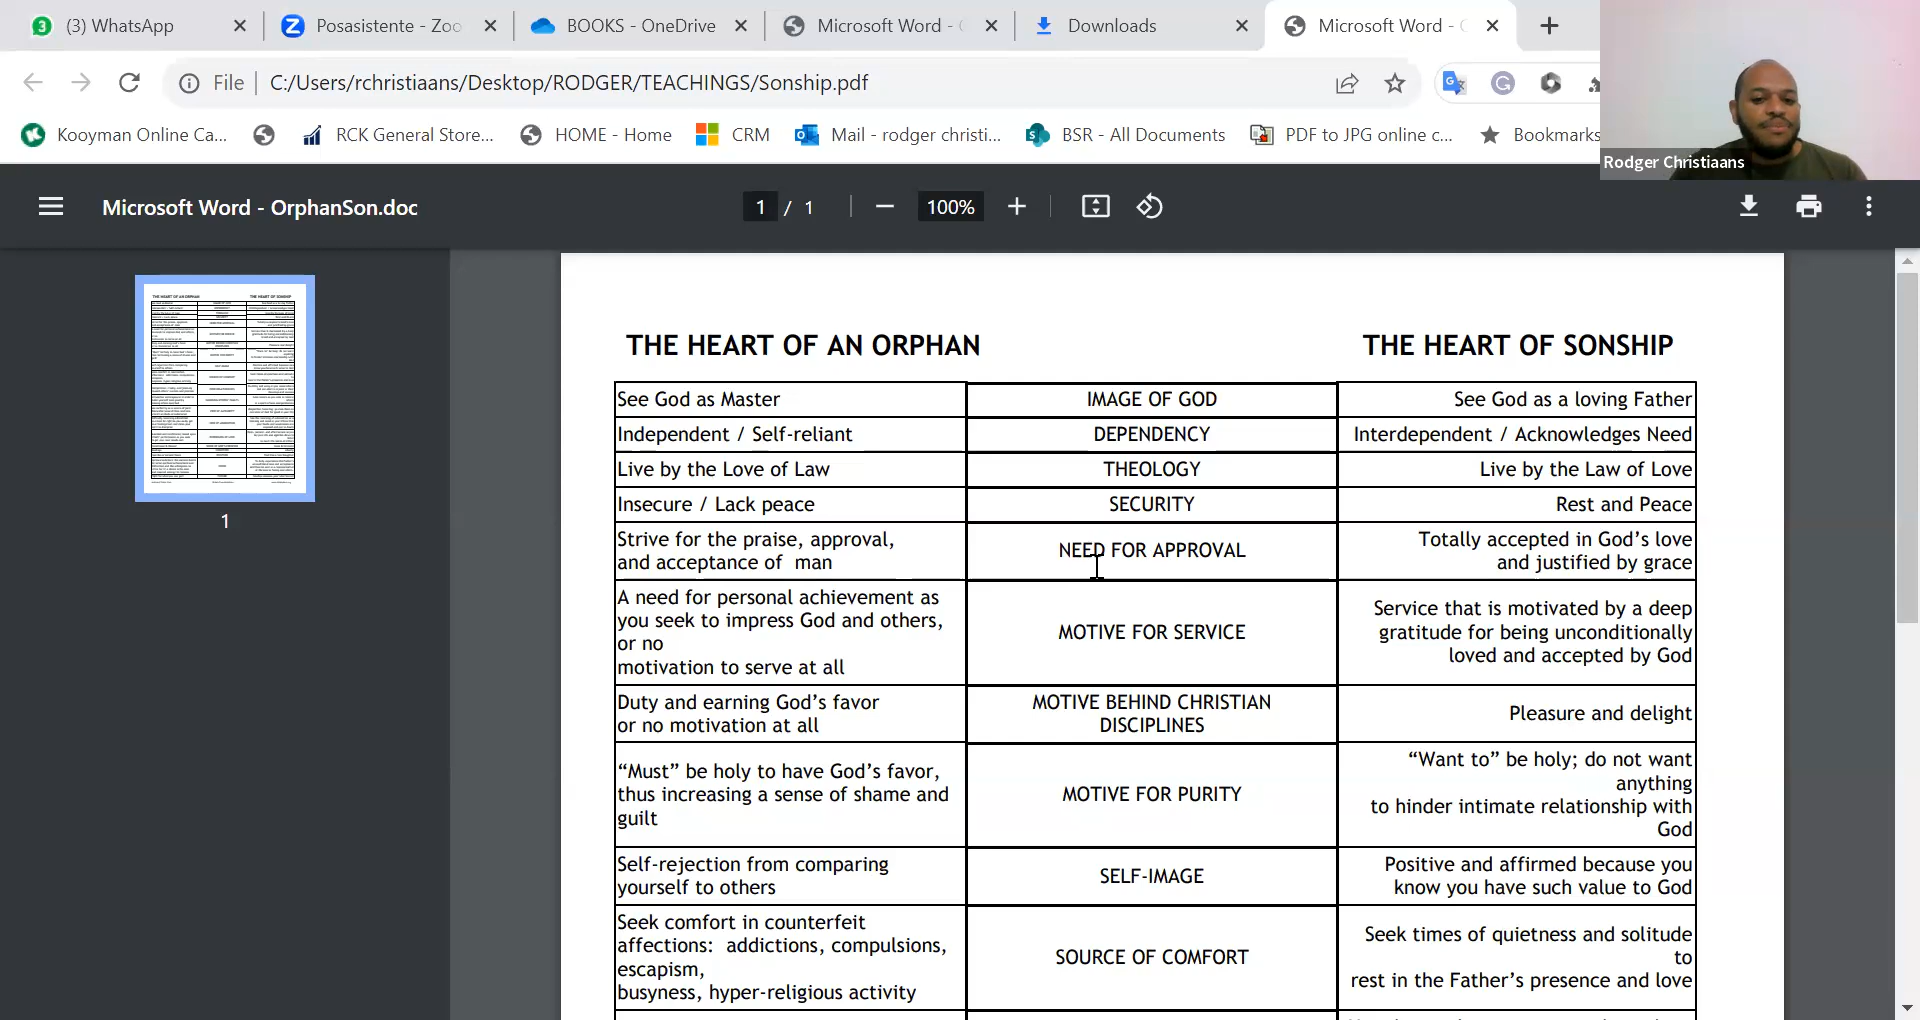 (3) WhatsApp
Posasistente - Zoo
BOOKS - OneDrive
Microsoft Word -
Downloads
Microsoft Word -
File
C:/Users/rchristiaans/Desktop/RODGER/TEACHINGS/Sonship.pdf
Kooyman Online Ca...
RCK General Store...
HOME - Home
CRM
Mail - rodger christi...
BSR - All Documents
PDF to JPG online c...
Bookmarks
Rodger Christiaans
Microsoft Word - OrphanSon.doc
1 / 1
100%
1
THE HEART OF AN ORPHAN
THE HEART OF SONSHIP
See God as Master
IMAGE OF GOD
See God as a loving Father
Independent / Self-reliant
DEPENDENCY
Interdependent / Acknowledges Need
Live by the Love of Law
THEOLOGY
Live by the Law of Love
Insecure / Lack peace
SECURITY
Rest and Peace
Strive for the praise, approval,
and acceptance of  man
NEED FOR APPROVAL
Totally accepted in God’s love
and justified by grace
A need for personal achievement as
you seek to impress God and others,
or no
motivation to serve at all
MOTIVE FOR SERVICE
Service that is motivated by a deep
gratitude for being unconditionally
loved and accepted by God
Duty and earning God’s favor
or no motivation at all
MOTIVE BEHIND CHRISTIAN
DISCIPLINES
Pleasure and delight
“Must” be holy to have God’s favor,
thus increasing a sense of shame and
guilt
MOTIVE FOR PURITY
“Want to” be holy; do not want
anything
to hinder intimate relationship with
God
Self-rejection from comparing
yourself to others
SELF-IMAGE
Positive and affirmed because you
know you have such value to God
Seek comfort in counterfeit
affections:  addictions, compulsions,
escapism,
busyness, hyper-religious activity
SOURCE OF COMFORT
Seek times of quietness and solitude
to
rest in the Father’s presence and love